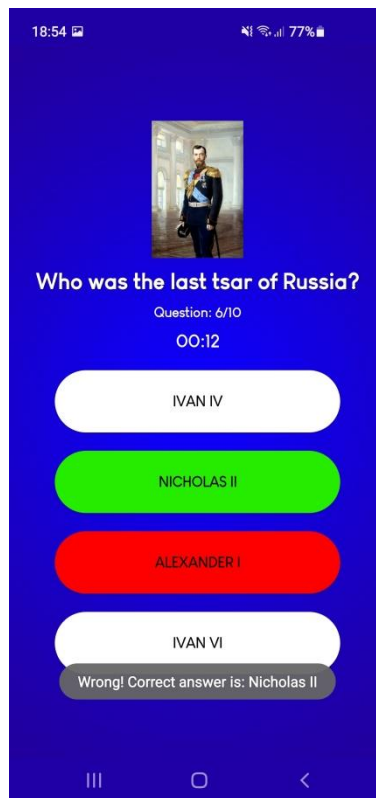 18:54 77%
Who was the last tsar of Russia?
Question: 6/10
00:12
IVAN IV
NICHOLAS II
ALEXANDER I
IVAN VI
Wrong! Correct answer is: Nicholas II